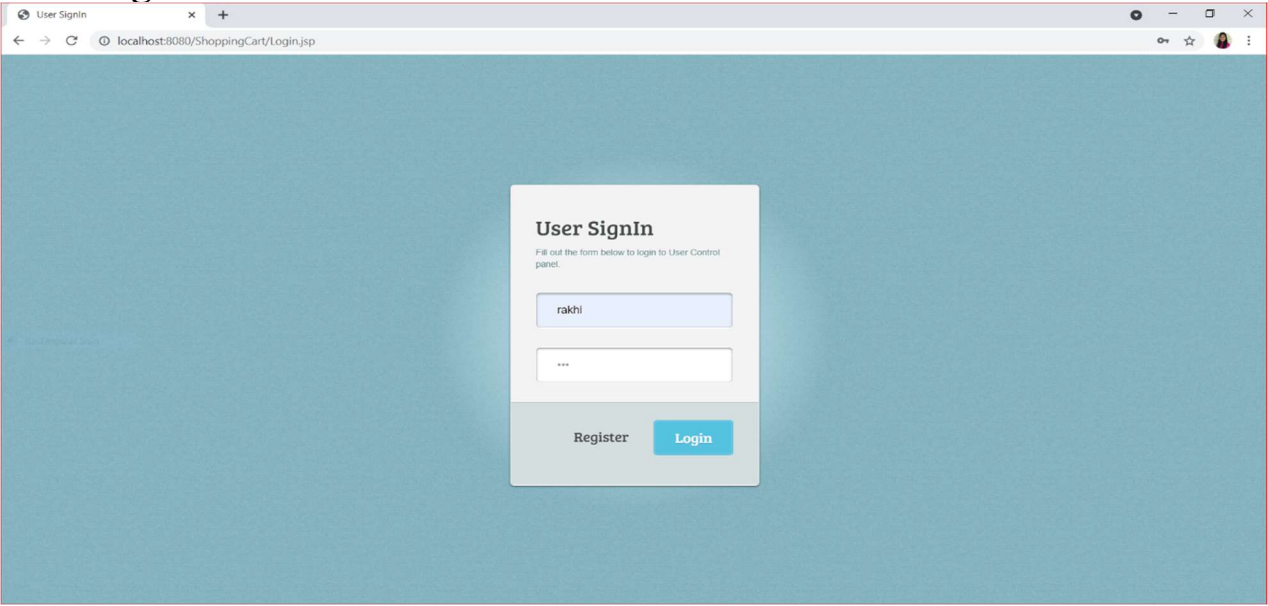 User SignIn
localhost:8080/ShoppingCart/Login.jsp
User SignIn
Fill out the form below to login to User Control
panel.
rakhi
***
Register
Login